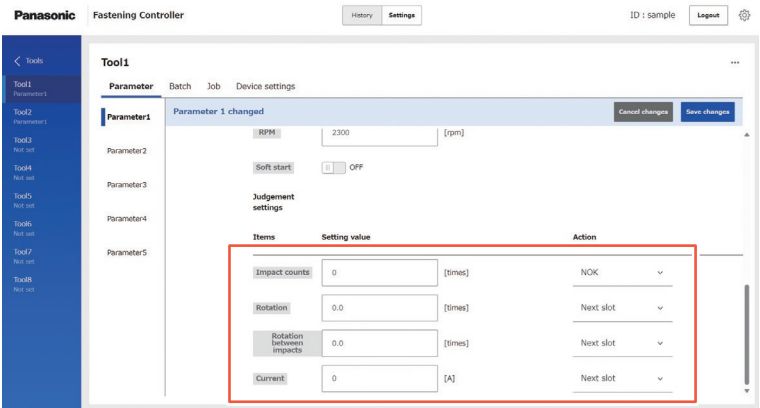 Panasonic Fastening Controller History Settings ID : sample Logout
Tools
Tool1
Parameter1
Tool2
Parameter1
Tool3
Not set
Tool4
Not set
Tool5
Not set
Tool6
Not set
Tool7
Not set
Tool8
Not set
Tool1
Parameter Batch Job Device settings
Parameter1
Parameter2
Parameter3
Parameter4
Parameter5
Parameter 1 changed Cancel changes Save changes
RPM 2300 [rpm]
Soft start OFF
Judgement
settings
Items Setting value Action
Impact counts 0 [times] NOK
Rotation 0.0 [times] Next slot
Rotation
between
impacts
0.0 [times] Next slot
Current 0 [A] Next slot